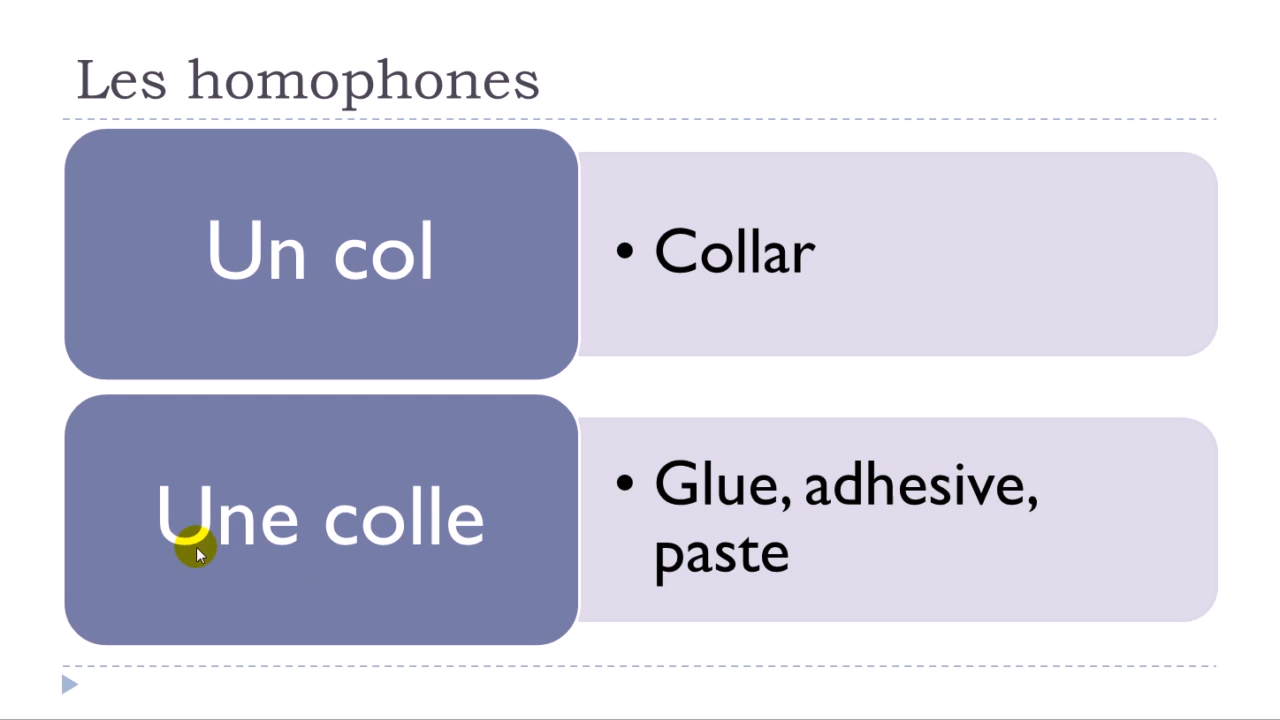 Les homophones
Un col
• Collar
Une colle
• Glue, adhesive,
paste